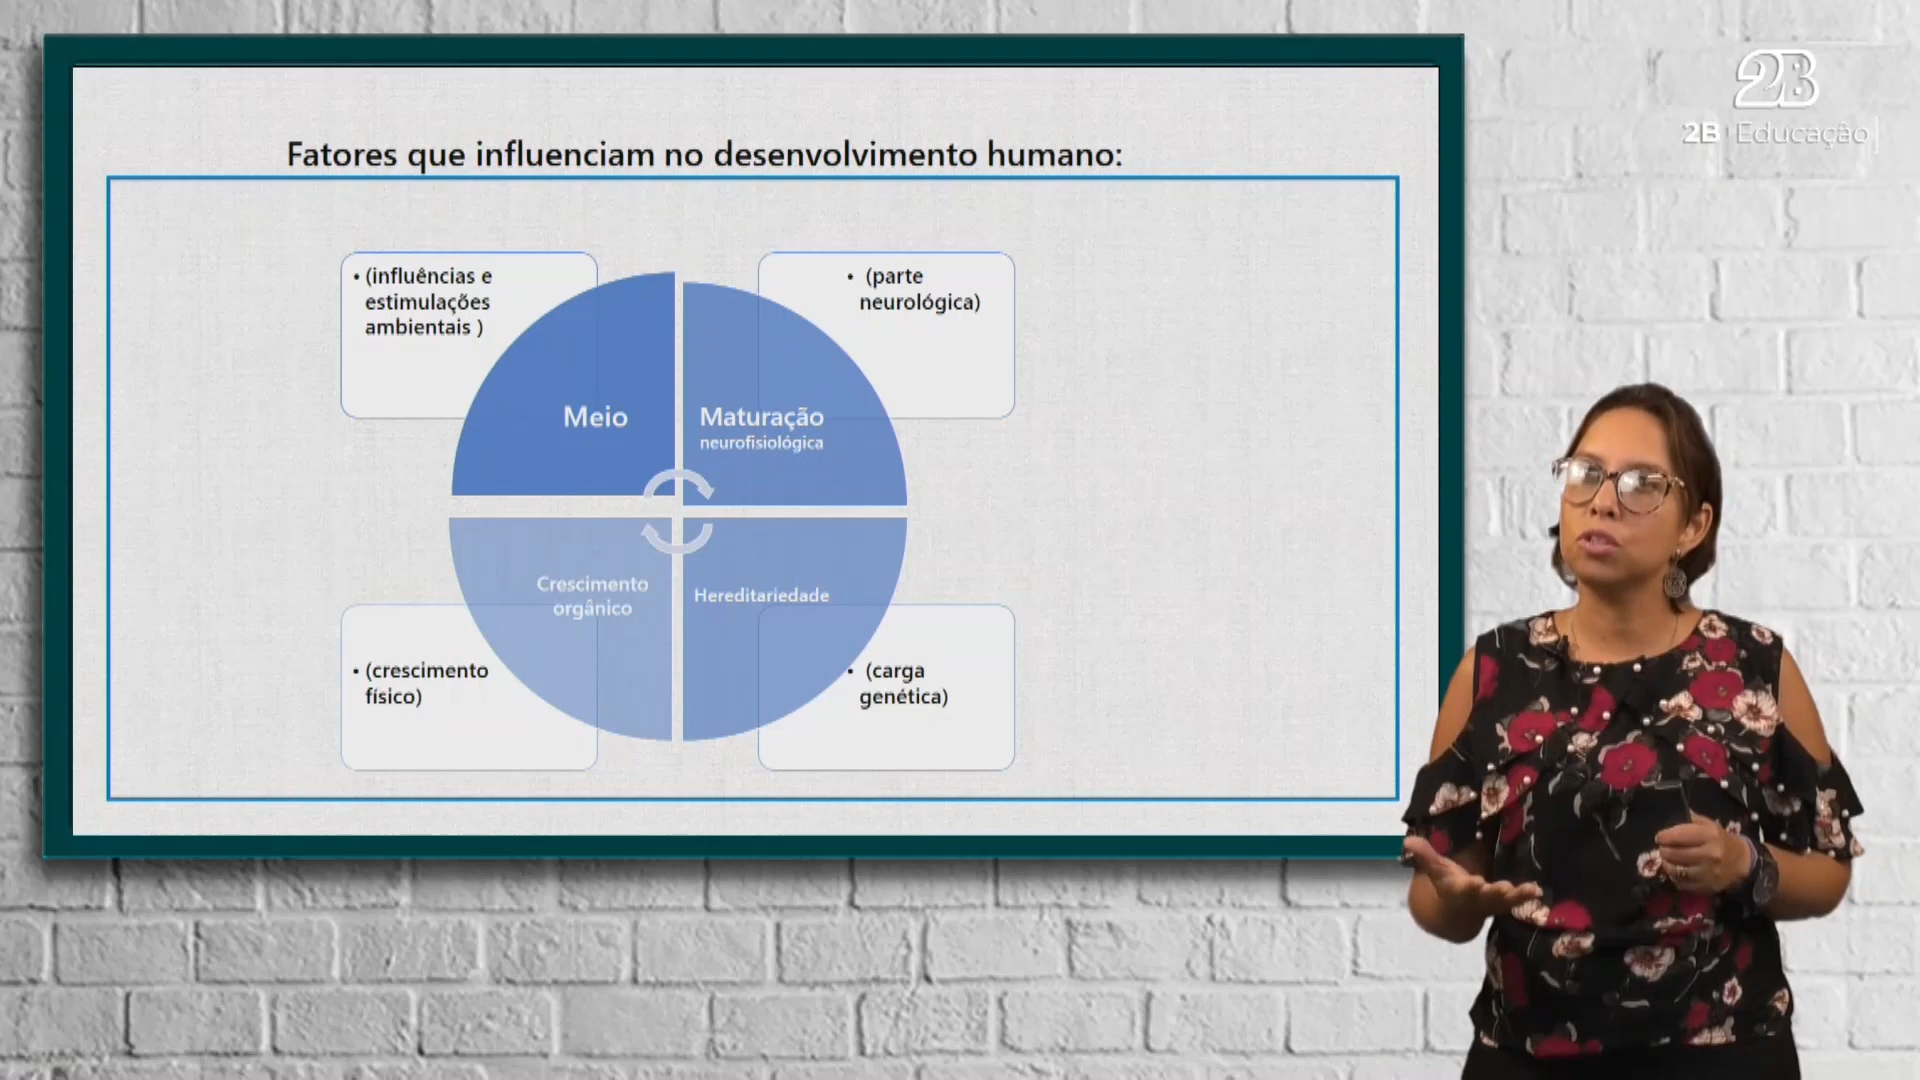 2B
2B Educação
Fatores que influenciam no desenvolvimento humano:
• (influências e
estimulações
ambientais )
• (parte
neurológica)
Meio
Maturação
neurofisiológica
Crescimento
orgânico
Hereditariedade
• (crescimento
físico)
• (carga
genética)